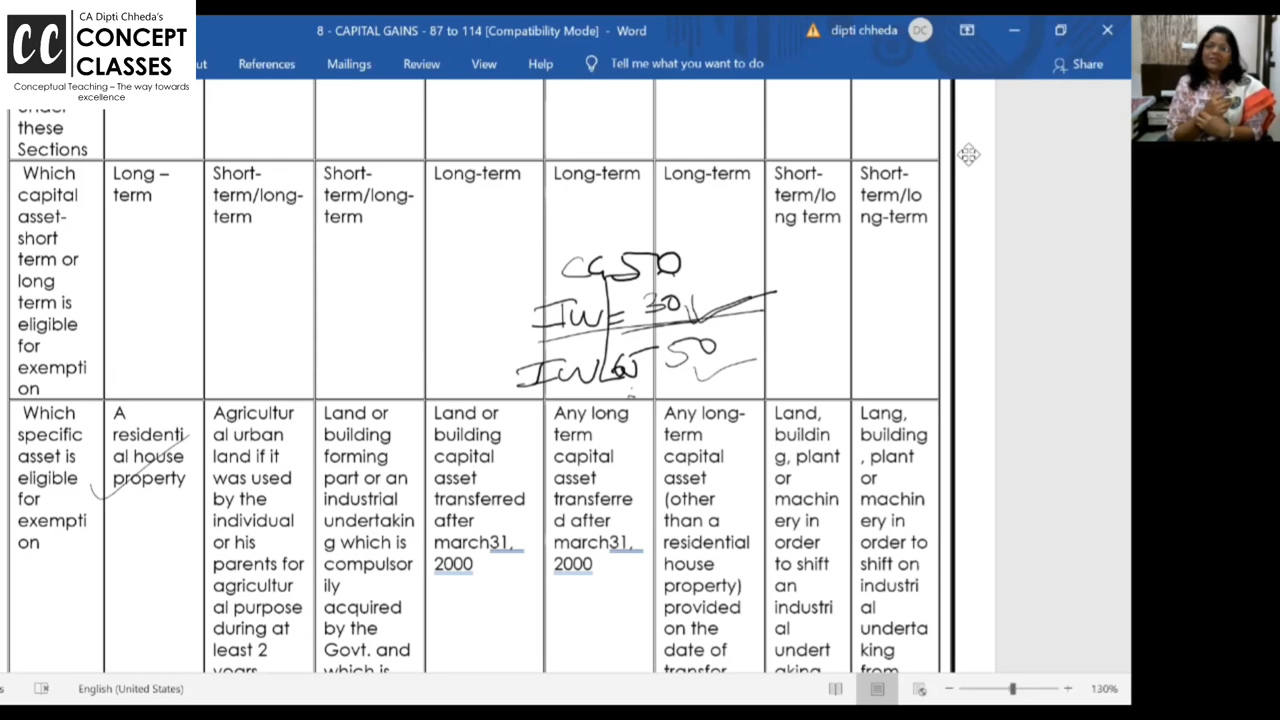 CA Dipti Chheda's
CC CONCEPT
CLASSES
Conceptual Teaching – The way towards
excellence
8 - CAPITAL GAINS - 87 to 114 [Compatibility Mode] - Word
dipti chheda
DC
References
Mailings
Review
View
Help
Tell me what you want to do
Share
these
Sections
Which
capital
asset-
short
term or
long
term is
eligible
for
exempti
on
Long –
term
Short-
term/long-
term
Short-
term/long-
term
Long-term
Long-term
Long-term
Short-
term/lo
ng term
Short-
term/lo
ng-term
CG 50
IW = 30
50
Which
specific
asset is
eligible
for
exempti
on
A
residenti
al house
property
Agricultur
al urban
land if it
was used
by the
individual
or his
parents for
agricultur
al purpose
during at
least 2
years
Land or
building
forming
part or an
industrial
undertakin
g which is
compulsor
ily
acquired
by the
Govt. and
which is
Land or
building
capital
asset
transferred
after
march31,
2000
Any long
term
capital
asset
transferre
d after
march31,
2000
Any long-
term
capital
asset
(other
than a
residential
house
property)
provided
on the
date of
transfer
Land,
buildin
g, plant
or
machin
ery in
order
to shift
an
industri
al
undert
aking
Lang,
building
, plant
or
machin
ery in
order to
shift on
industri
al
underta
king
from
English (United States)
130%